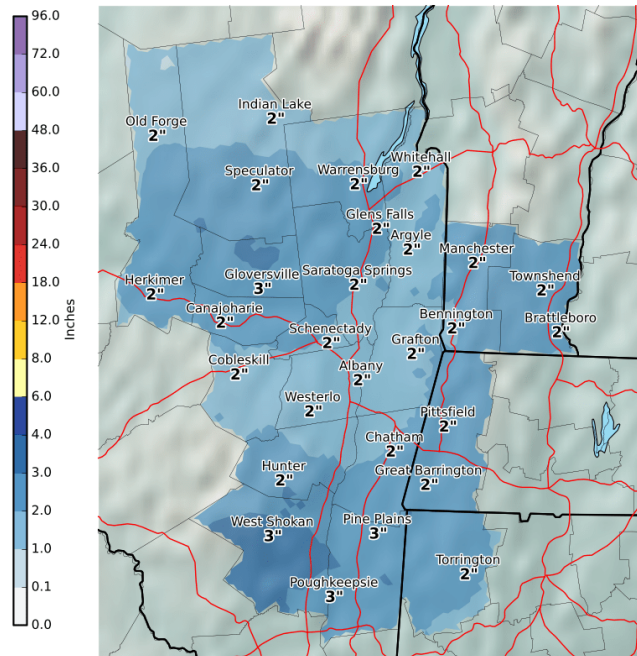 96.0
72.0
60.0
48.0
36.0
30.0
24.0
18.0
12.0
8.0
6.0
4.0
3.0
2.0
1.0
0.1
0.0
Inches
Indian Lake
2"
Old Forge
2"
Whitehall
2"
Speculator
2"
Warrensburg
2"
Glens Falls
2"
Argyle
2"
Manchester
2"
Herkimer
2"
Gloversville
3"
Saratoga Springs
2"
Townshend
2"
Canajoharie
2"
Schenectady
2"
Bennington
2"
Brattleboro
2"
Cobleskill
2"
Albany
2"
Grafton
2"
Westerlo
2"
Pittsfield
2"
Chatham
2"
Hunter
2"
Great Barrington
2"
West Shokan
3"
Pine Plains
3"
Poughkeepsie
3"
Torrington
2"